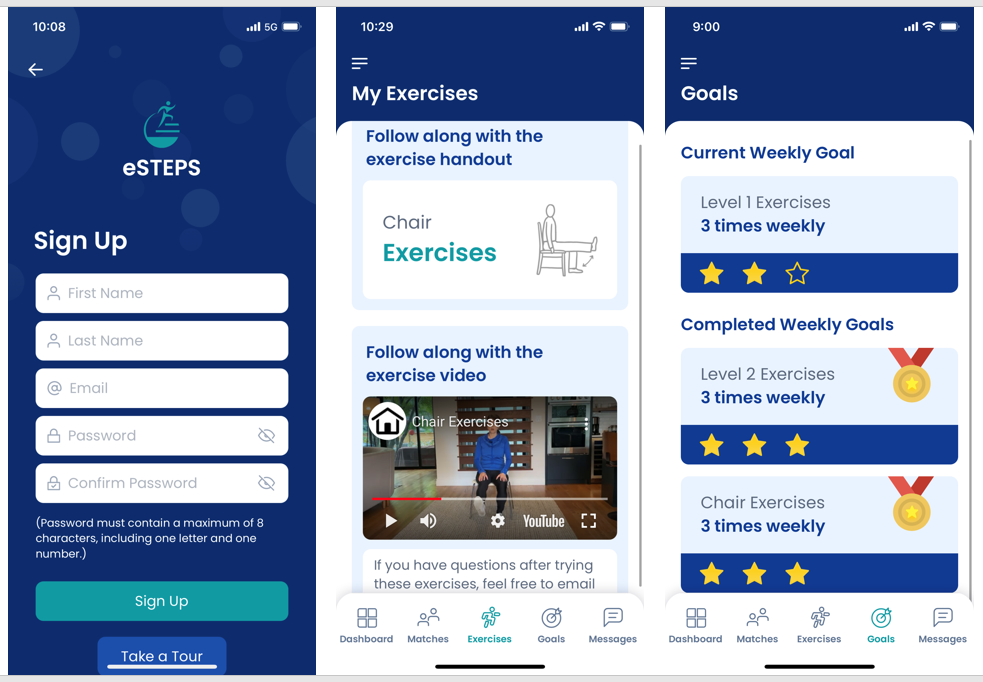 10:08
5G
eSTEPS
Sign Up
First Name
Last Name
Email
Password
Confirm Password
(Password must contain a maximum of 8
characters, including one letter and one
number.)
Sign Up
Take a Tour
10:29
My Exercises
Follow along with the
exercise handout
Chair
Exercises
Follow along with the
exercise video
Chair Exercises
YouTube
If you have questions after trying
these exercises, feel free to email
Dashboard
Matches
Exercises
Goals
Messages
9:00
Goals
Current Weekly Goal
Level 1 Exercises
3 times weekly
Completed Weekly Goals
Level 2 Exercises
3 times weekly
Chair Exercises
3 times weekly
Dashboard
Matches
Exercises
Goals
Messages